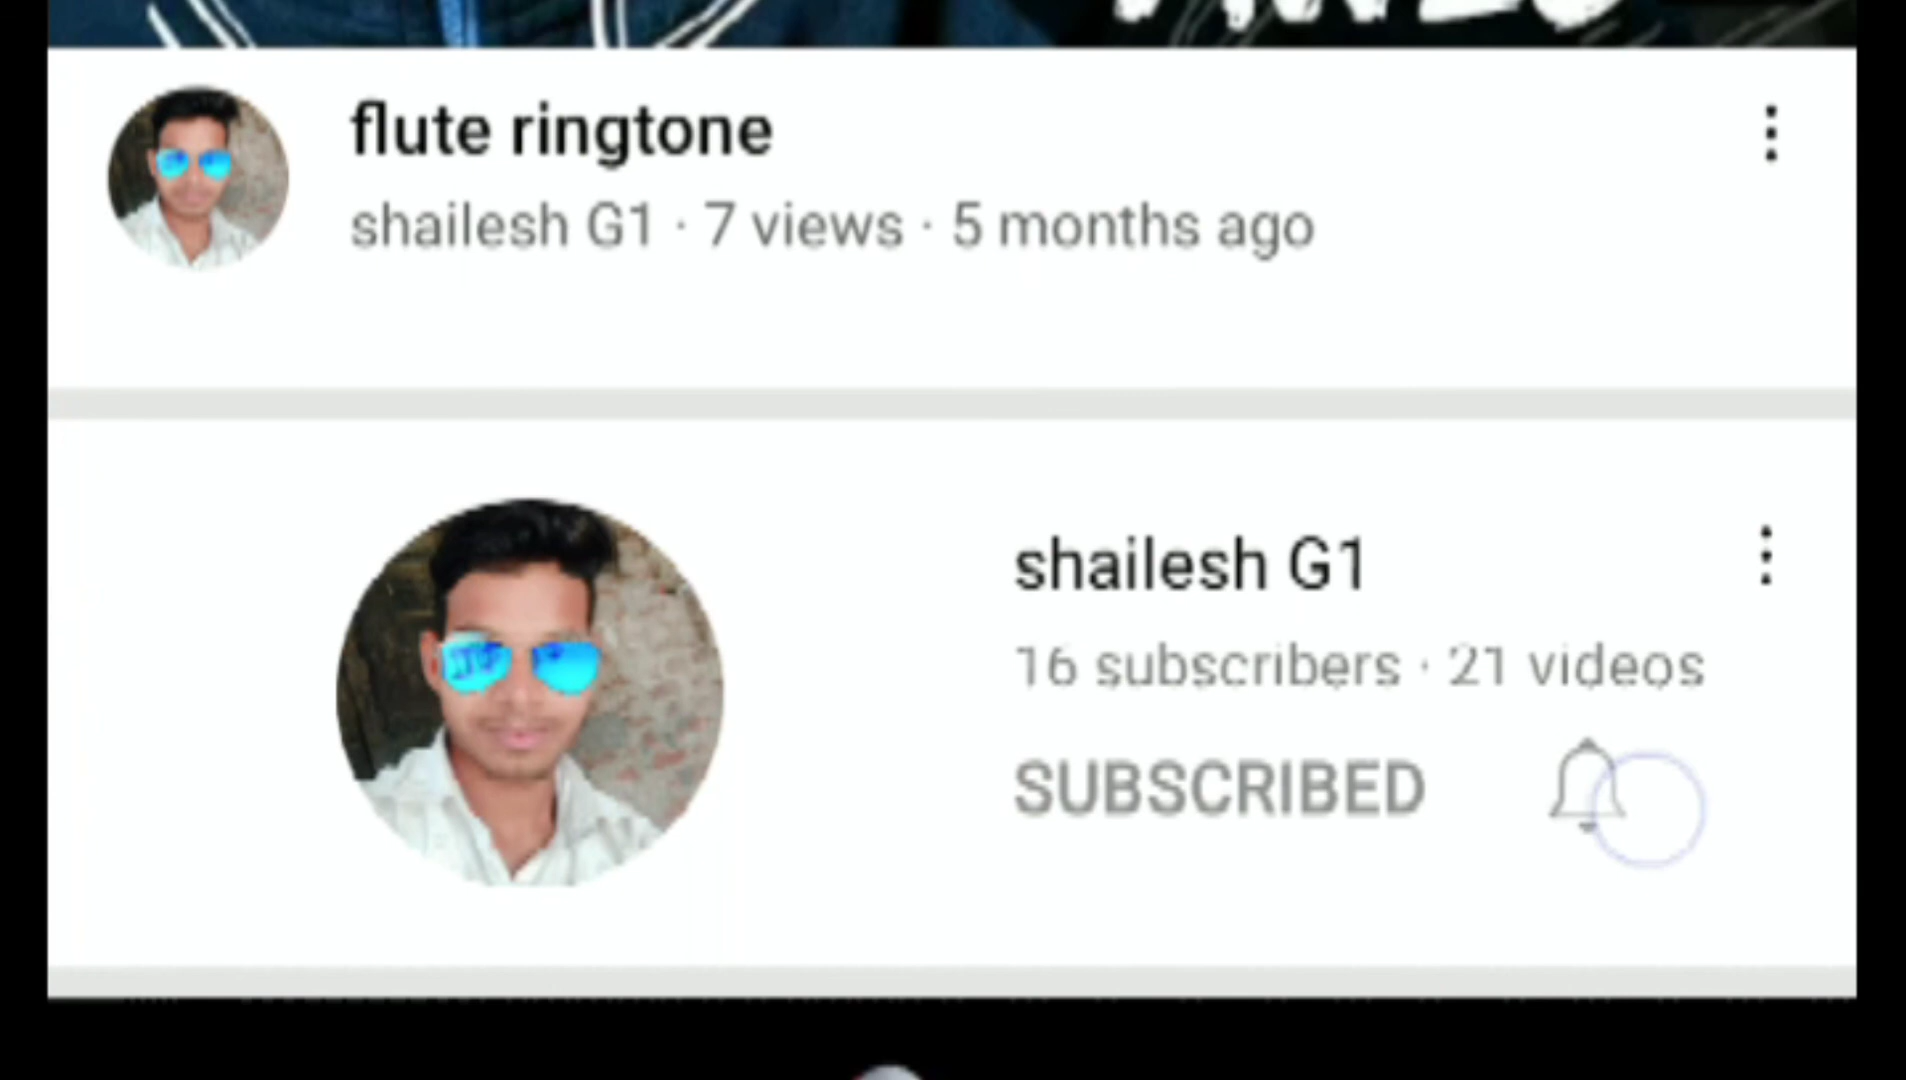 flute ringtone
shailesh G1 · 7 views · 5 months ago
shailesh G1
16 subscribers · 21 videos
SUBSCRIBED